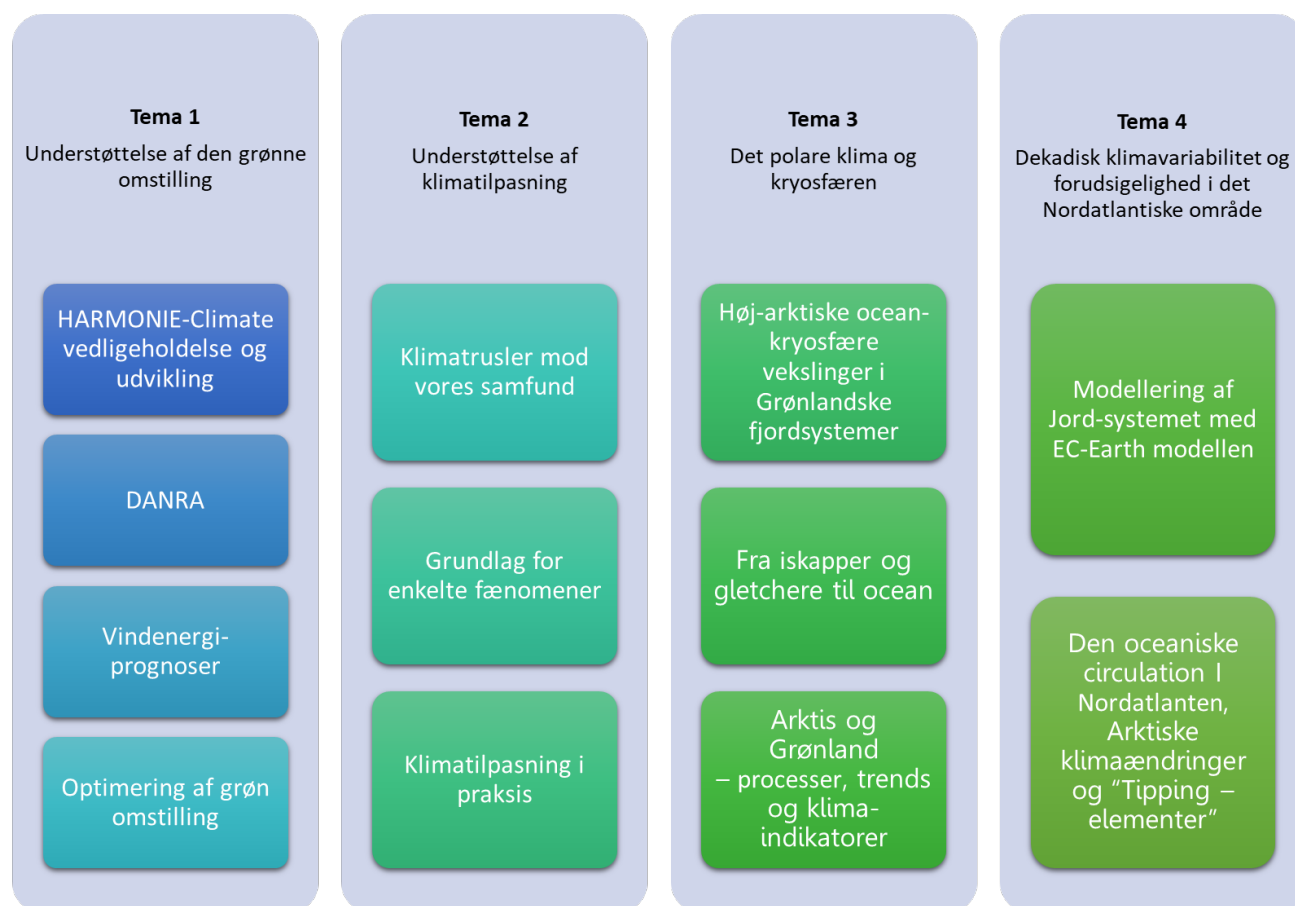 Tema 1
Understøttelse af den grønne
omstilling
HARMONIE-Climate
vedligeholdelse og
udvikling
DANRA
Vindenergi-
prognoser
Optimering af grøn
omstilling
Tema 2
Understøttelse af
klimatilpasning
Klimatrusler mod
vores samfund
Grundlag for
enkelte fænomener
Klimatilpasning i
praksis
Tema 3
Det polare klima og
kryosfæren
Høj-arktiske ocean-
kryosfære
vekslinger i
Grønlandske
fjordsystemer
Fra iskapper og
gletchere til ocean
Arktis og
Grønland
– processer, trends
og klima-
indikatorer
Tema 4
Dekadisk klimavariabilitet og
forudsigelighed i det
Nordatlantiske område
Modellering af
Jord-systemet med
EC-Earth modellen
Den oceaniske
circulation I
Nordatlanten,
Arktiske
klimaændringer
og “Tipping –
elementer”